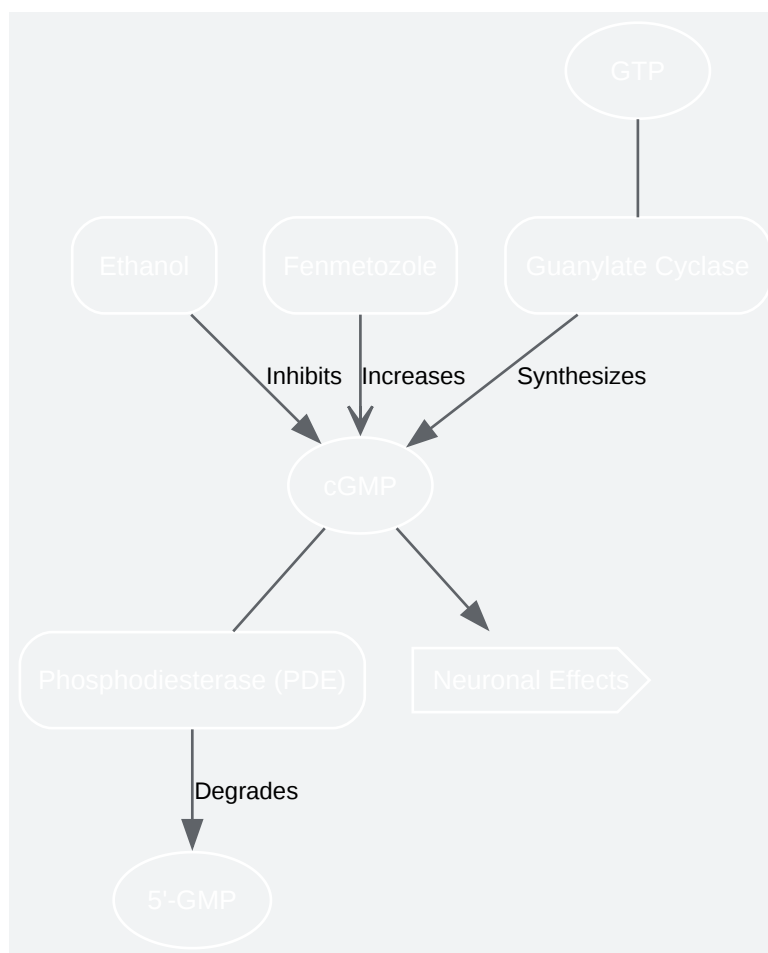 GTP
Ethanol
Fenmetozole
Guanylate Cyclase
Inhibits
Increases
Synthesizes
cGMP
Phosphodiesterase (PDE)
Neuronal Effects
Degrades
5'-GMP